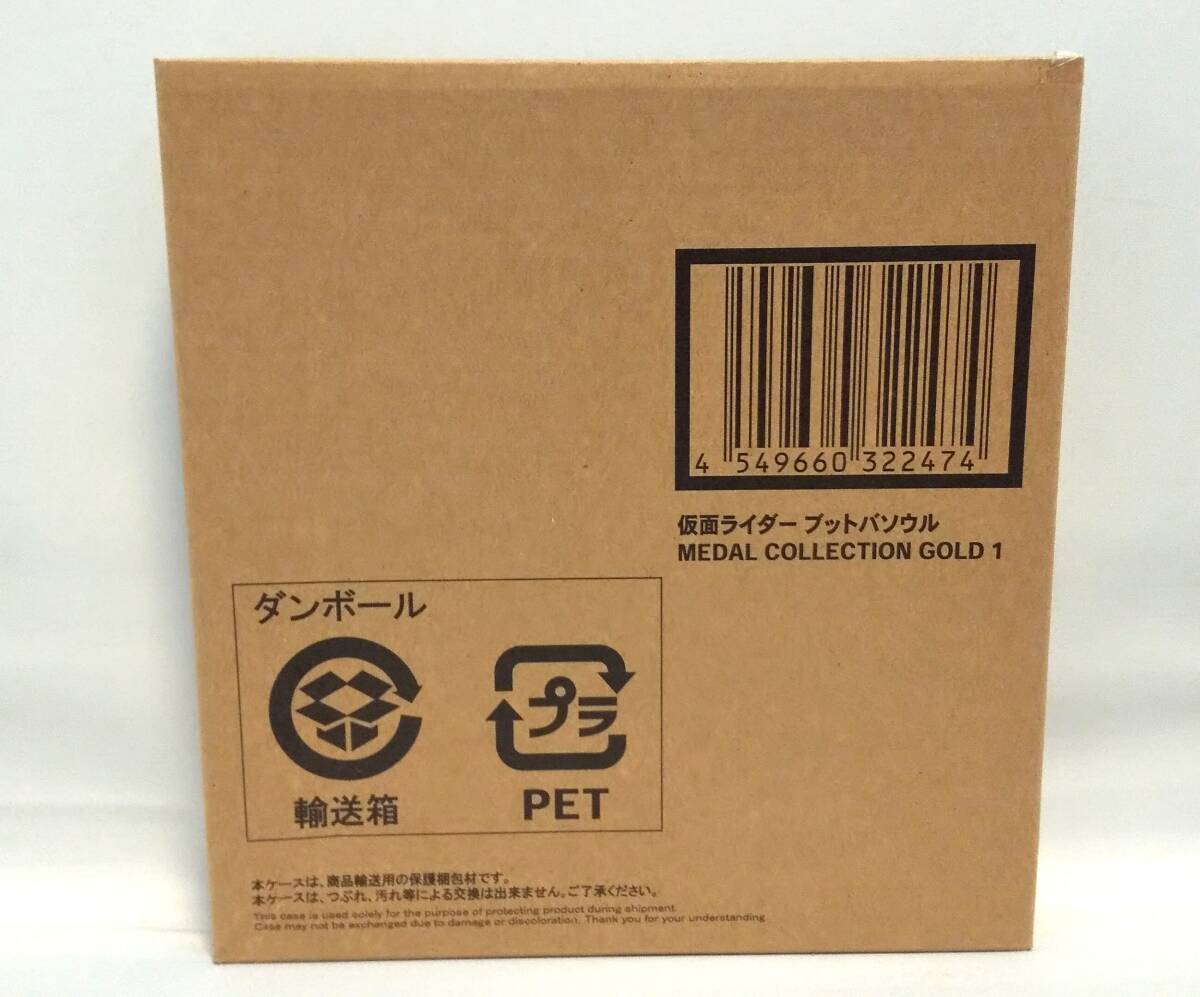 4 549660 322474
仮面ライダー ブットバソウル
MEDAL COLLECTION GOLD 1
ダンボール
輸送箱
プラ
PET
本ケースは、商品輸送用の保護梱包材です。
本ケースは、つぶれ、汚れ等による交換は出来ません。ご了承ください。
This case is used solely for the purpose of protecting product during shipment.
Case may not be exchanged due to damage or discoloration. Thank you for your understanding.